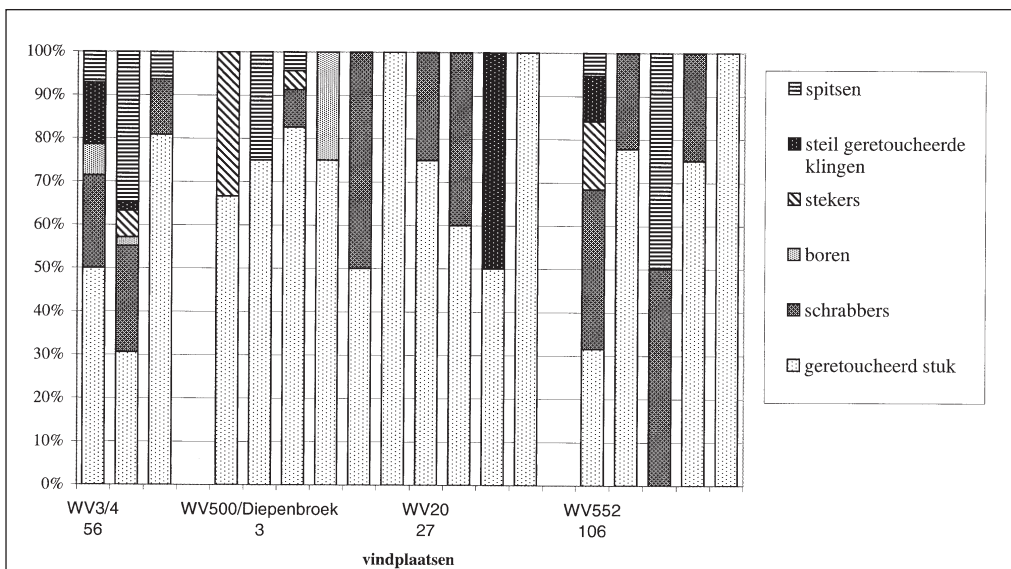 100%
90%
80%
70%
60%
50%
40%
30%
20%
10%
0%
WV3/4 WV500/Diepenbroek WV20 WV552
56 3 27 106
vindplaatsen
spitsen
steil geretoucheerde
klingen
stekers
boren
schrabbers
geretoucheerd stuk